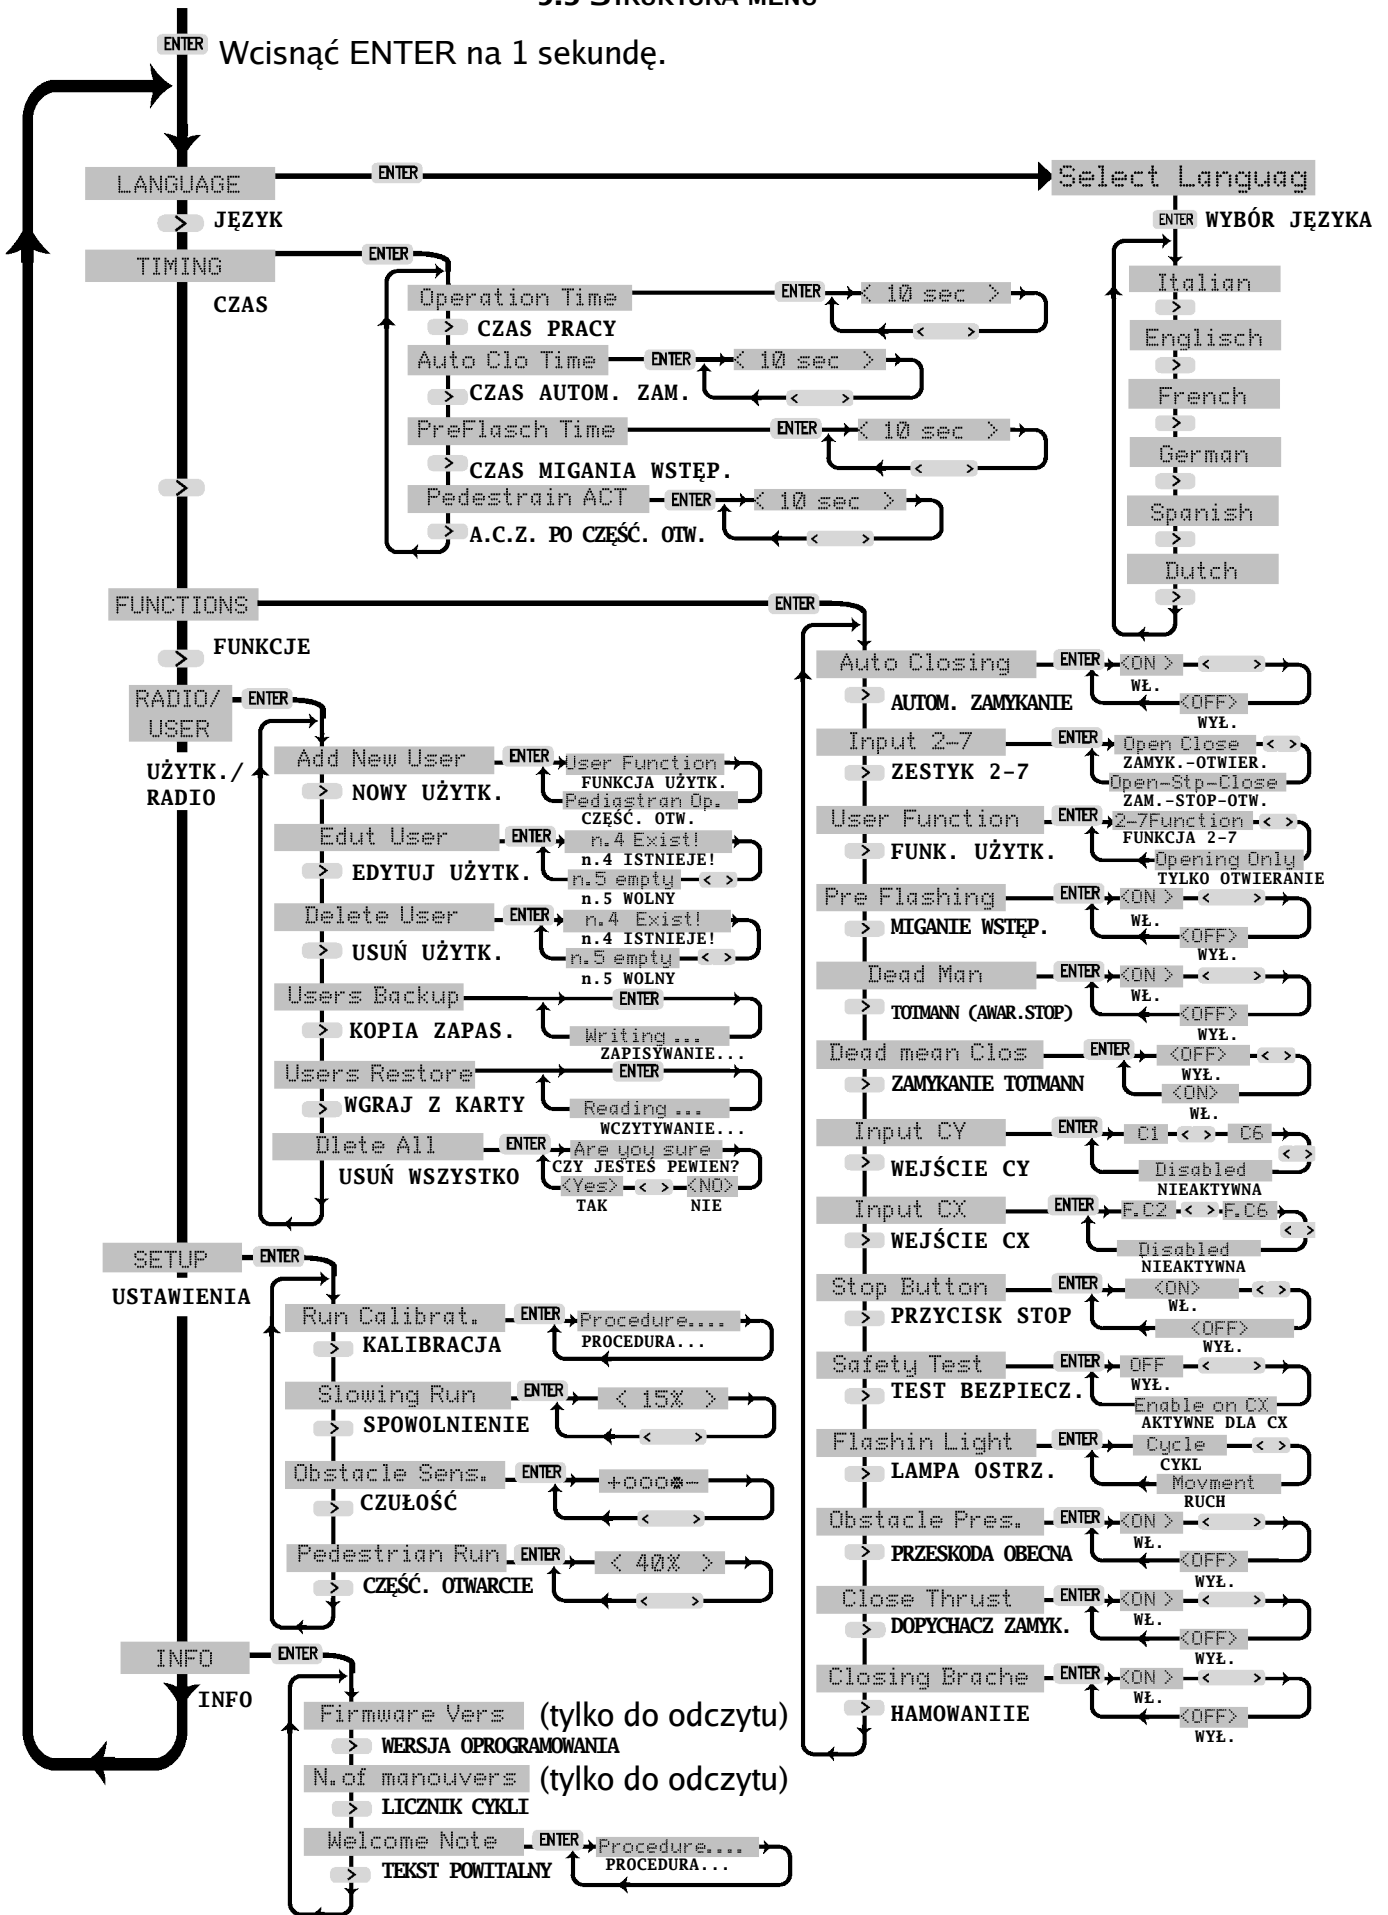 Wcisnąć ENTER na 1 sekundę.
ENTER
LANGUAGE
ENTER
Select Languag
> JĘZYK
ENTER WYBÓR JĘZYKA
Italian
>
Englisch
>
French
>
German
>
Spanish
>
Dutch
>
TIMING
ENTER
CZAS
Operation Time ENTER < 10 sec >
> CZAS PRACY
< >
Auto Clo Time ENTER < 10 sec >
> CZAS AUTOM. ZAM.
< >
PreFlasch Time ENTER < 10 sec >
> CZAS MIGANIA WSTĘP.
< >
Pedestrain ACT ENTER < 10 sec >
> A.C.Z. PO CZĘŚĆ. OTW.
< >
>
FUNCTIONS
ENTER
> FUNKCJE
Auto Closing ENTER <ON > < >
WŁ.
> AUTOM. ZAMYKANIE
<OFF>
WYŁ.
Input 2-7 ENTER Open Close < >
ZAMYK.-OTWIER.
> ZESTYK 2-7
Open-Stp-Close
ZAM.-STOP-OTW.
User Function ENTER 2-7Function < >
FUNKCJA 2-7
> FUNK. UŻYTK.
Opening Only
TYLKO OTWIERANIE
Pre Flashing ENTER <ON > < >
WŁ.
> MIGANIE WSTĘP.
<OFF>
WYŁ.
Dead Man ENTER <ON > < >
WŁ.
> TOTMANN (AWAR.STOP)
<OFF>
WYŁ.
Dead mean Clos ENTER <OFF> < >
WYŁ.
> ZAMYKANIE TOTMANN
<ON>
WŁ.
Input CY ENTER C1 < > C6
< >
> WEJŚCIE CY
Disabled
NIEAKTYWNA
Input CX ENTER F.C2 < > F.C6
< >
> WEJŚCIE CX
Disabled
NIEAKTYWNA
Stop Button ENTER <ON> < >
WŁ.
> PRZYCISK STOP
<OFF>
WYŁ.
Safety Test ENTER OFF < >
WYŁ.
> TEST BEZPIECZ.
Enable on CX
AKTYWNE DLA CX
Flashin Light ENTER Cycle < >
CYKL
> LAMPA OSTRZ.
Movment
RUCH
Obstacle Pres. ENTER <ON > < >
WŁ.
> PRZESKODA OBECNA
<OFF>
WYŁ.
Close Thrust ENTER <ON > < >
WŁ.
> DOPYCHACZ ZAMYK.
<OFF>
WYŁ.
Closing Brache ENTER <ON > < >
WŁ.
> HAMOWANIIE
<OFF>
WYŁ.
RADIO/
USER
ENTER
UŻYTK./
RADIO
Add New User ENTER User Function
FUNKCJA UŻYTK.
> NOWY UŻYTK.
Pediastran Op.
CZĘŚĆ. OTW.
Edut User ENTER n.4 Exist!
n.4 ISTNIEJE!
> EDYTUJ UŻYTK.
n.5 empty < >
n.5 WOLNY
Delete User ENTER n.4 Exist!
n.4 ISTNIEJE!
> USUŃ UŻYTK.
n.5 empty < >
n.5 WOLNY
Users Backup ENTER
> KOPIA ZAPAS.
Writing ...
ZAPISYWANIE...
Users Restore ENTER
> WGRAJ Z KARTY
Reading ...
WCZYTYWANIE...
Dlete All ENTER Are you sure
CZY JESTEŚ PEWIEN?
USUŃ WSZYSTKO
<Yes> < > <NO>
TAK NIE
SETUP
ENTER
USTAWIENIA
Run Calibrat. ENTER Procedure....
> KALIBRACJA
PROCEDURA...
Slowing Run ENTER < 15% >
> SPOWOLNIENIE
< >
Obstacle Sens. ENTER
> CZUŁOŚĆ
< >
Pedestrian Run ENTER < 40% >
> CZĘŚĆ. OTWARCIE
< >
INFO
ENTER
INFO
Firmware Vers (tylko do odczytu)
> WERSJA OPROGRAMOWANIA
N.of manouvers (tylko do odczytu)
> LICZNIK CYKLI
Welcome Note ENTER Procedure....
PROCEDURA...
> TEKST POWITALNY